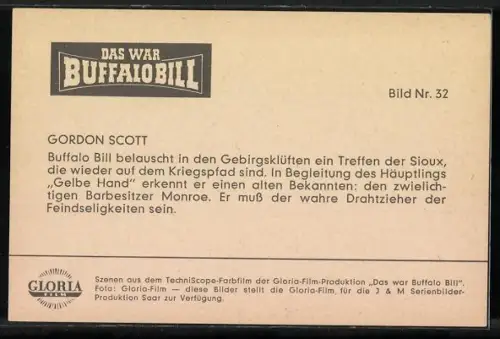 DAS WAR
BUFFALO BILL
Bild Nr. 32
GORDON SCOTT
Buffalo Bill belauscht in den Gebirgsklüften ein Treffen der Sioux,
die wieder auf dem Kriegspfad sind. In Begleitung des Häuptlings
„Gelbe Hand“ erkennt er einen alten Bekannten: den zwielich-
tigen Barbesitzer Monroe. Er muß der wahre Drahtzieher der
Feindseligkeiten sein.
GLORIA
FILM
Szenen aus dem TechniScope-Farbfilm der Gloria-Film-Produktion „Das war Buffalo Bill“.
Foto: Gloria-Film — diese Bilder stellt die Gloria-Film für die J & M Serienbilder-
Produktion Saar zur Verfügung.